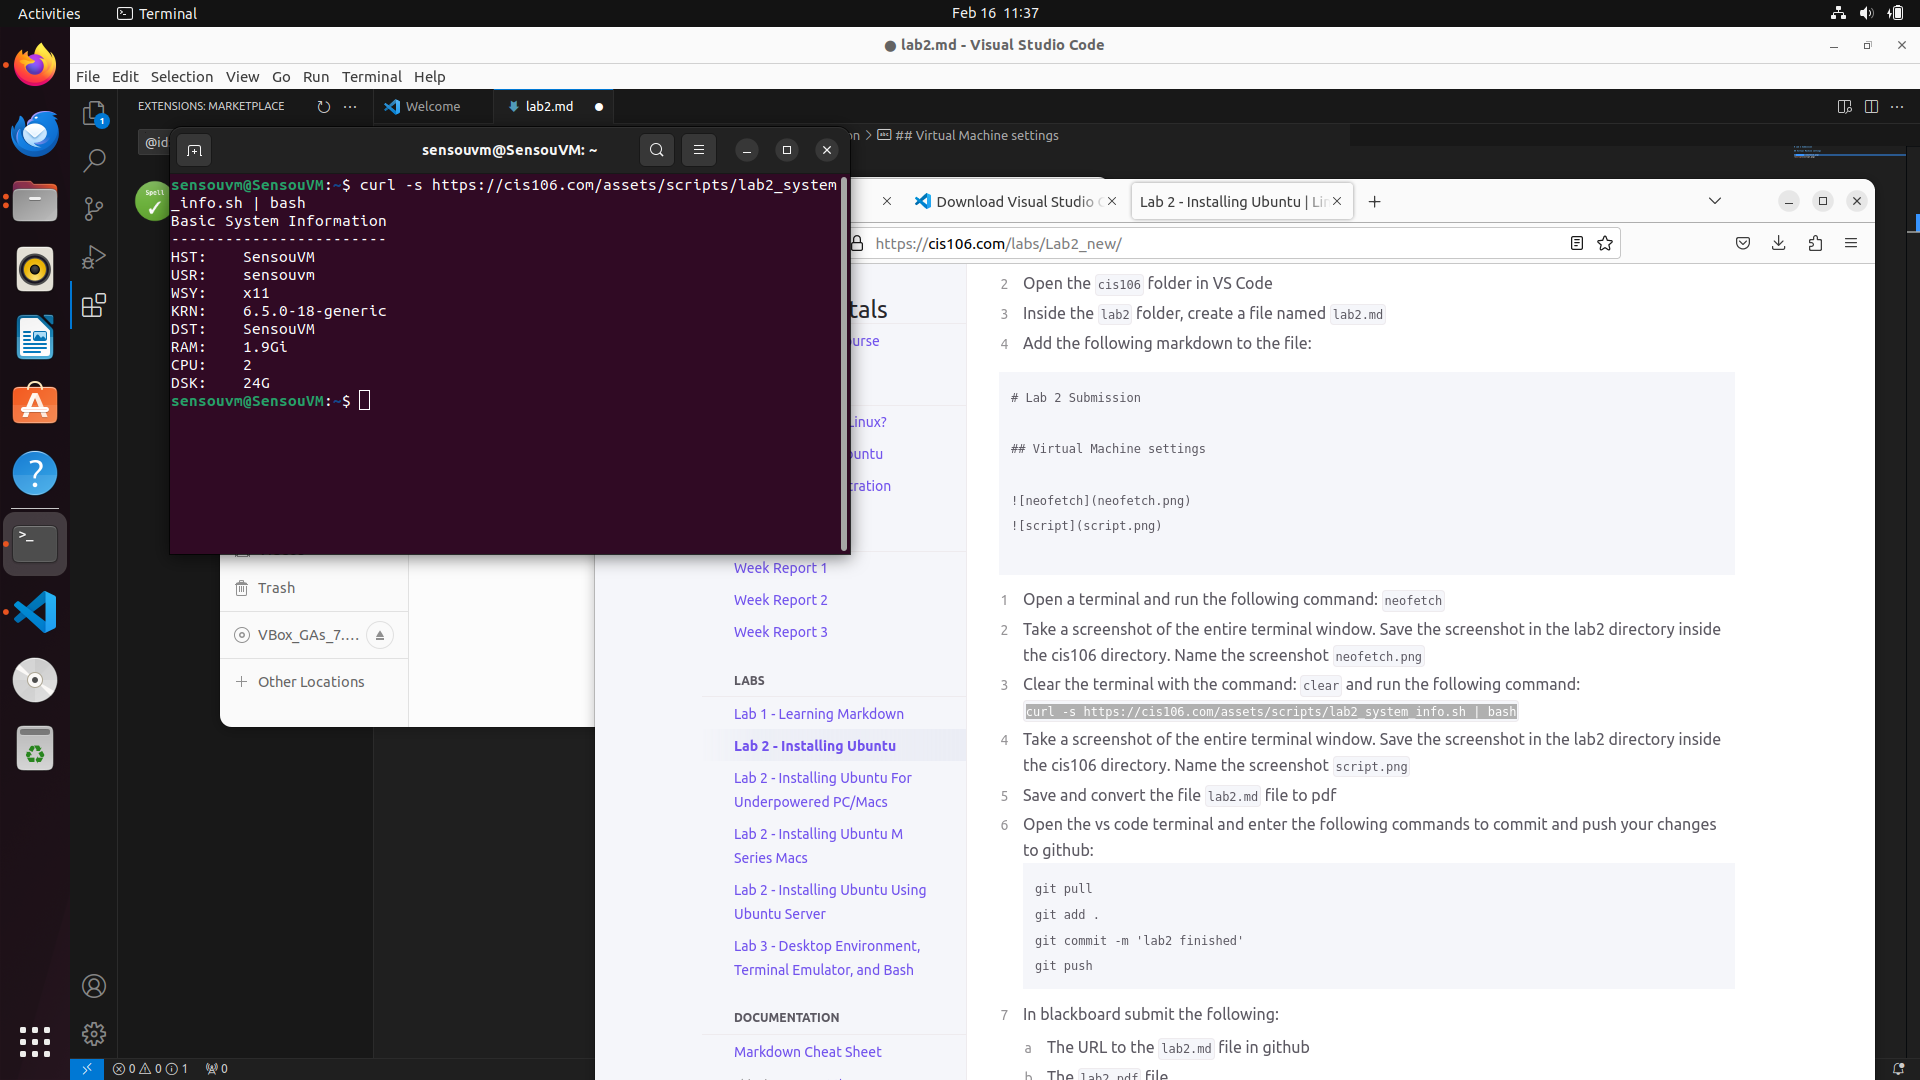 Activities
Terminal
Feb 16 11:37
● lab2.md - Visual Studio Code
File Edit Selection View Go Run Terminal Help
EXTENSIONS: MARKETPLACE
Welcome
lab2.md
@id
## Virtual Machine settings
Spell
1
sensouvm@SensouVM: ~
sensouvm@SensouVM:~$ curl -s https://cis106.com/assets/scripts/lab2_system
_info.sh | bash
Basic System Information
------------------------
HST: SensouVM
USR: sensouvm
WSY: x11
KRN: 6.5.0-18-generic
DST: SensouVM
RAM: 1.9Gi
CPU: 2
DSK: 24G
sensouvm@SensouVM:~$
Trash
VBox_GAs_7....
Other Locations
Download Visual Studio
Lab 2 - Installing Ubuntu | Lin
https://cis106.com/labs/Lab2_new/
tals
ourse
Linux?
buntu
tration
Week Report 1
Week Report 2
Week Report 3
LABS
Lab 1 - Learning Markdown
Lab 2 - Installing Ubuntu
Lab 2 - Installing Ubuntu For
Underpowered PC/Macs
Lab 2 - Installing Ubuntu M
Series Macs
Lab 2 - Installing Ubuntu Using
Ubuntu Server
Lab 3 - Desktop Environment,
Terminal Emulator, and Bash
DOCUMENTATION
Markdown Cheat Sheet
2 Open the cis106 folder in VS Code
3 Inside the lab2 folder, create a file named lab2.md
4 Add the following markdown to the file:
# Lab 2 Submission
## Virtual Machine settings
![neofetch](neofetch.png)
![script](script.png)
1 Open a terminal and run the following command: neofetch
2 Take a screenshot of the entire terminal window. Save the screenshot in the lab2 directory inside
the cis106 directory. Name the screenshot neofetch.png
3 Clear the terminal with the command: clear and run the following command:
curl -s https://cis106.com/assets/scripts/lab2_system_info.sh | bash
4 Take a screenshot of the entire terminal window. Save the screenshot in the lab2 directory inside
the cis106 directory. Name the screenshot script.png
5 Save and convert the file lab2.md file to pdf
6 Open the vs code terminal and enter the following commands to commit and push your changes
to github:
git pull
git add .
git commit -m 'lab2 finished'
git push
7 In blackboard submit the following:
a The URL to the lab2.md file in github
b The lab2.pdf file
0 0 1 0